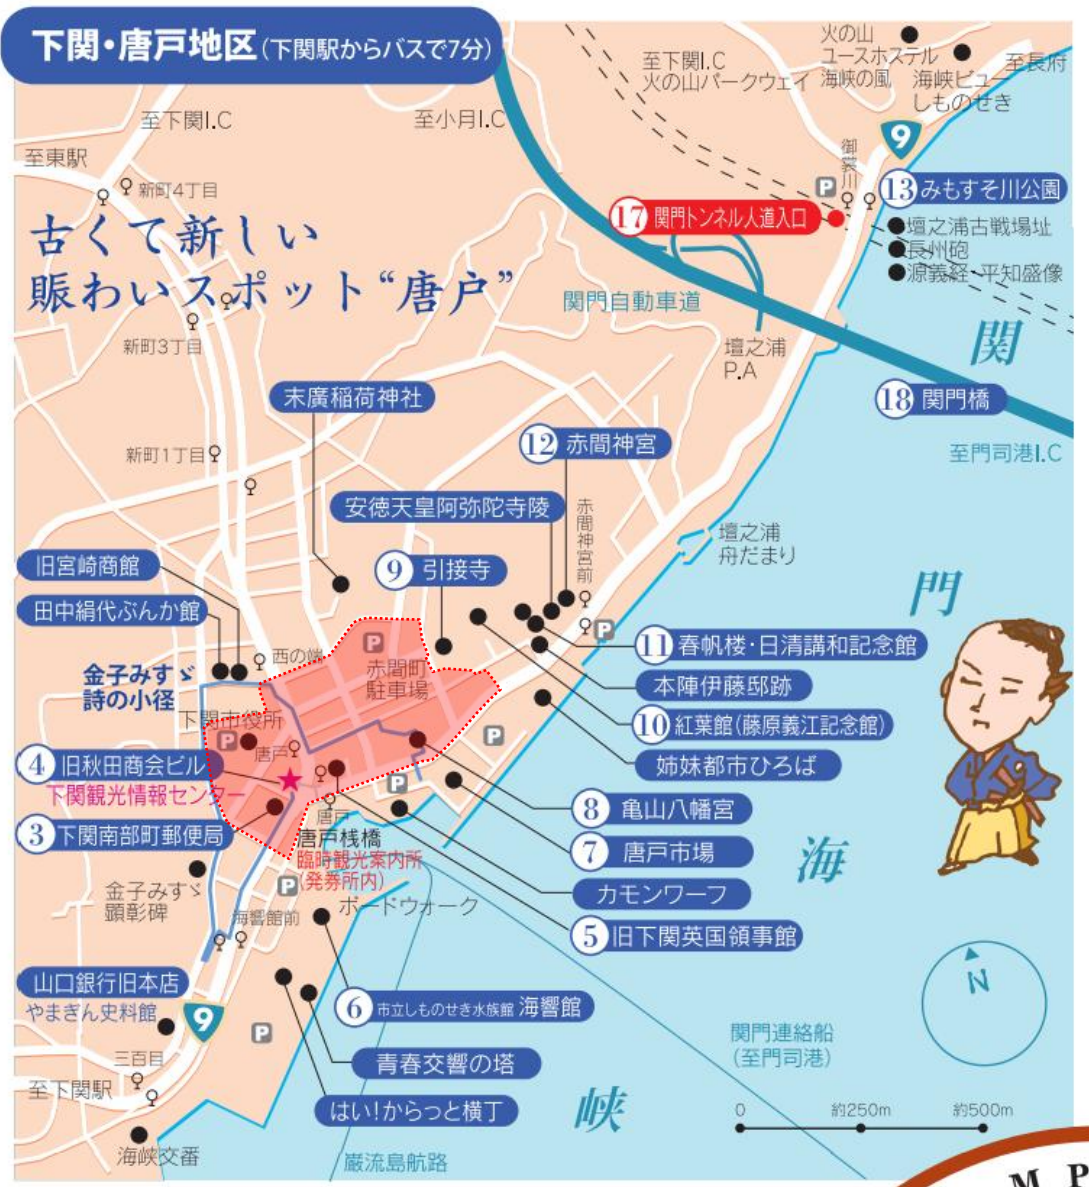 下関・唐戸地区(下関駅からバスで7分)
火の山
ユースホステル
海峡の風
海峡ビュー
しものせき
至長府
至下関I.C
火の山パークウェイ
至下関I.C
至小月I.C
至東駅
9
御裳川
P
新町4丁目
13 みもすそ川公園
17 関門トンネル人道入口
壇之浦古戦場址
長州砲
源義経・平知盛像
古くて新しい
賑わいスポット“唐戸”
関門自動車道
新町3丁目
壇之浦
P.A
関
門
海
峡
末廣稲荷神社
18 関門橋
12 赤間神宮
新町1丁目
至門司港I.C
安徳天皇阿弥陀寺陵
赤間神宮前
壇之浦
舟だまり
旧宮崎商館
9 引接寺
田中絹代ぶんか館
P
P
西の端
赤間町
駐車場
11 春帆楼・日清講和記念館
金子みすゞ
詩の小径
本陣伊藤邸跡
下関市役所
10 紅葉館(藤原義江記念館)
P
唐戸
P
4 旧秋田商会ビル
下関観光情報センター
姉妹都市ひろば
P
8 亀山八幡宮
3 下関南部町郵便局
唐戸
唐戸桟橋
臨時観光案内所
(発券所内)
7 唐戸市場
金子みすゞ
顕彰碑
P
ボードウォーク
カモンワーフ
海響館前
5 旧下関英国領事館
山口銀行旧本店
やまぎん史料館
9
6 市立しものせき水族館 海響館
N
P
関門連絡船
(至門司港)
三百目
青春交響の塔
至下関駅
はい!からっと横丁
0
約250m
約500m
海峡交番
巌流島航路
M P